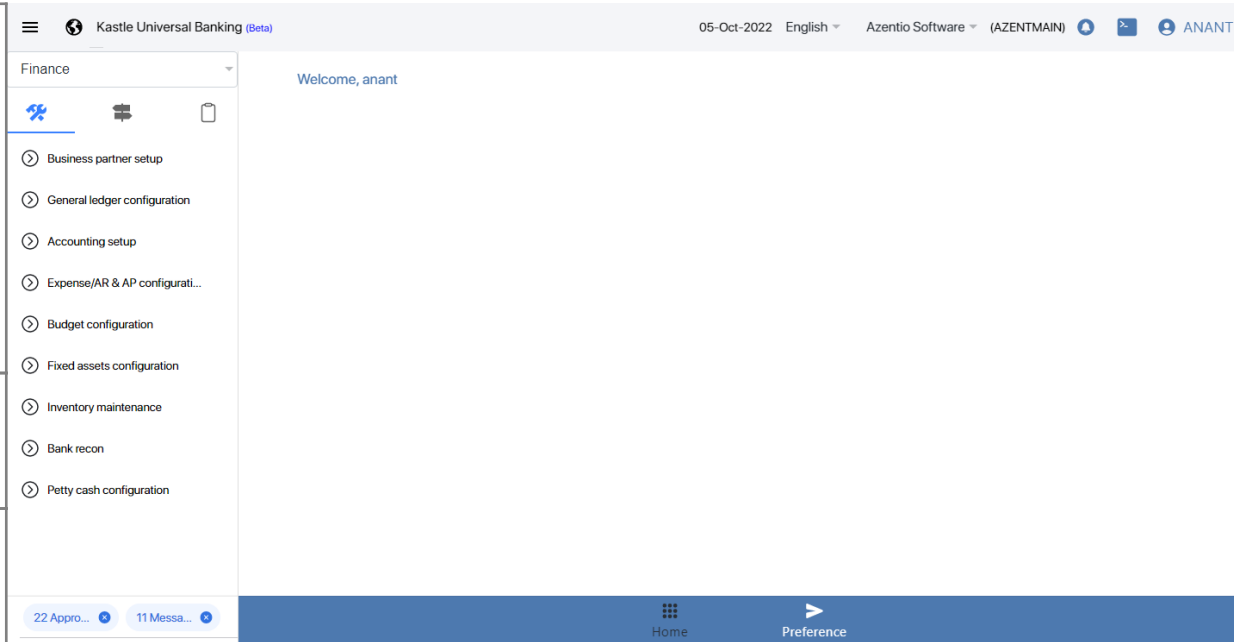 Kastle Universal Banking (Beta) 05-Oct-2022 English Azentio Software (AZENTMAIN) ANANT
Finance
Welcome, anant
Business partner setup
General ledger configuration
Accounting setup
Expense/AR & AP configurati...
Budget configuration
Fixed assets configuration
Inventory maintenance
Bank recon
Petty cash configuration
22 Appro... 11 Messa...
Home Preference